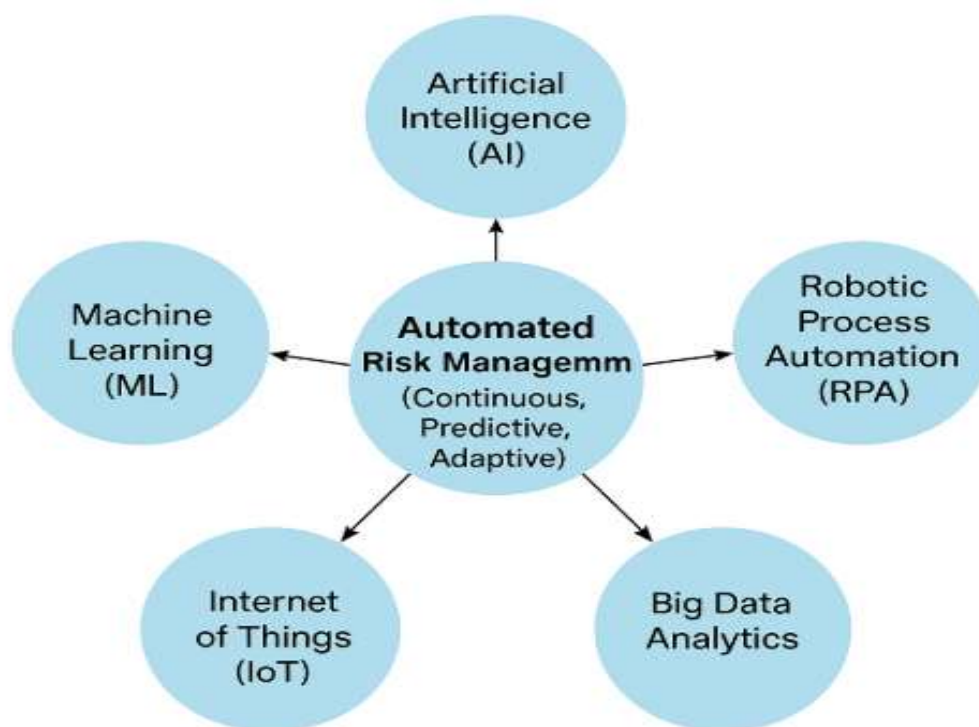 Artificial
Intelligence
(AI)
Machine
Learning
(ML)
Automated
Risk Managemm
(Continuous,
Predictive,
Adaptive)
Robotic
Process
Automation
(RPA)
Internet
of Things
(IoT)
Big Data
Analytics